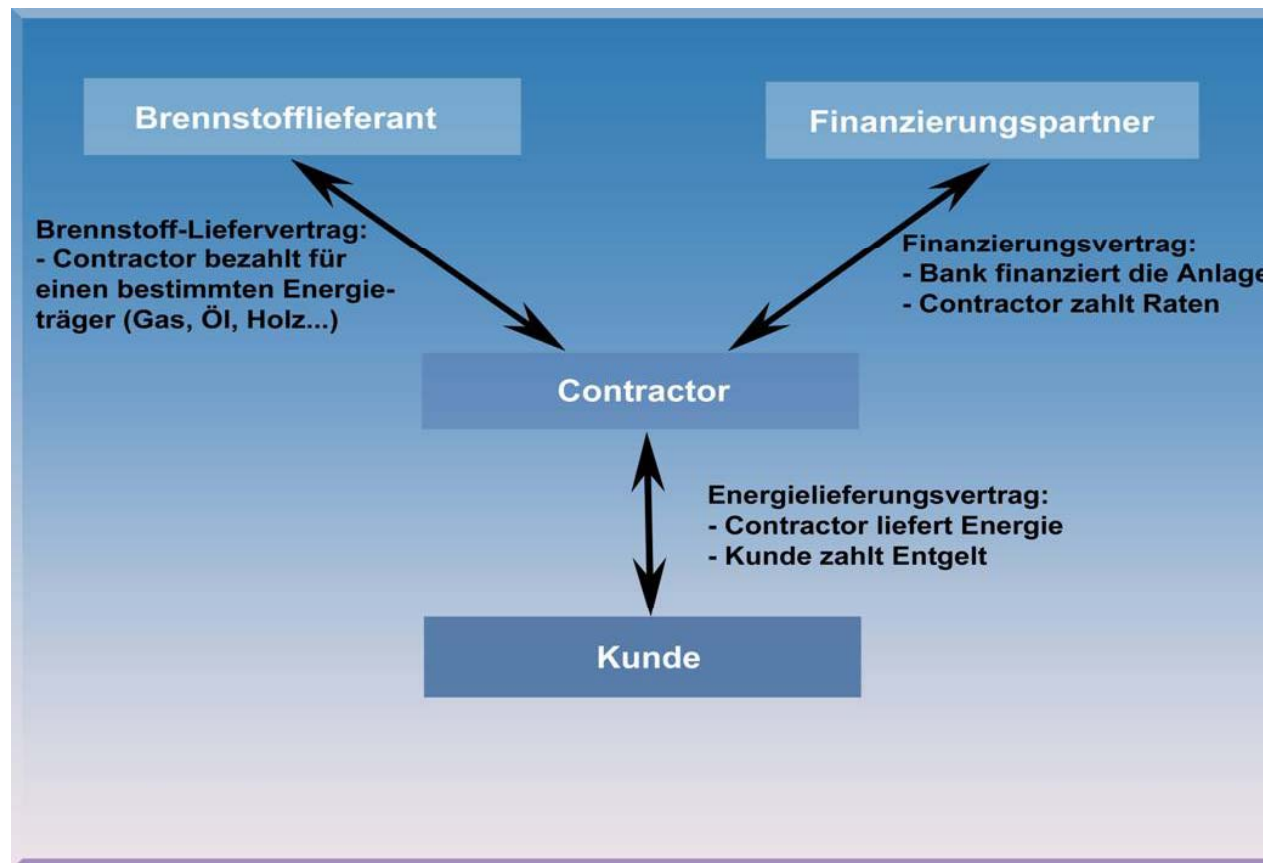 Brennstofflieferant
Finanzierungspartner
Brennstoff-Liefervertrag:
- Contractor bezahlt für
einen bestimmten Energie-
träger (Gas, Öl, Holz...)
Finanzierungsvertrag:
- Bank finanziert die Anlage
- Contractor zahlt Raten
Contractor
Energielieferungsvertrag:
- Contractor liefert Energie
- Kunde zahlt Entgelt
Kunde